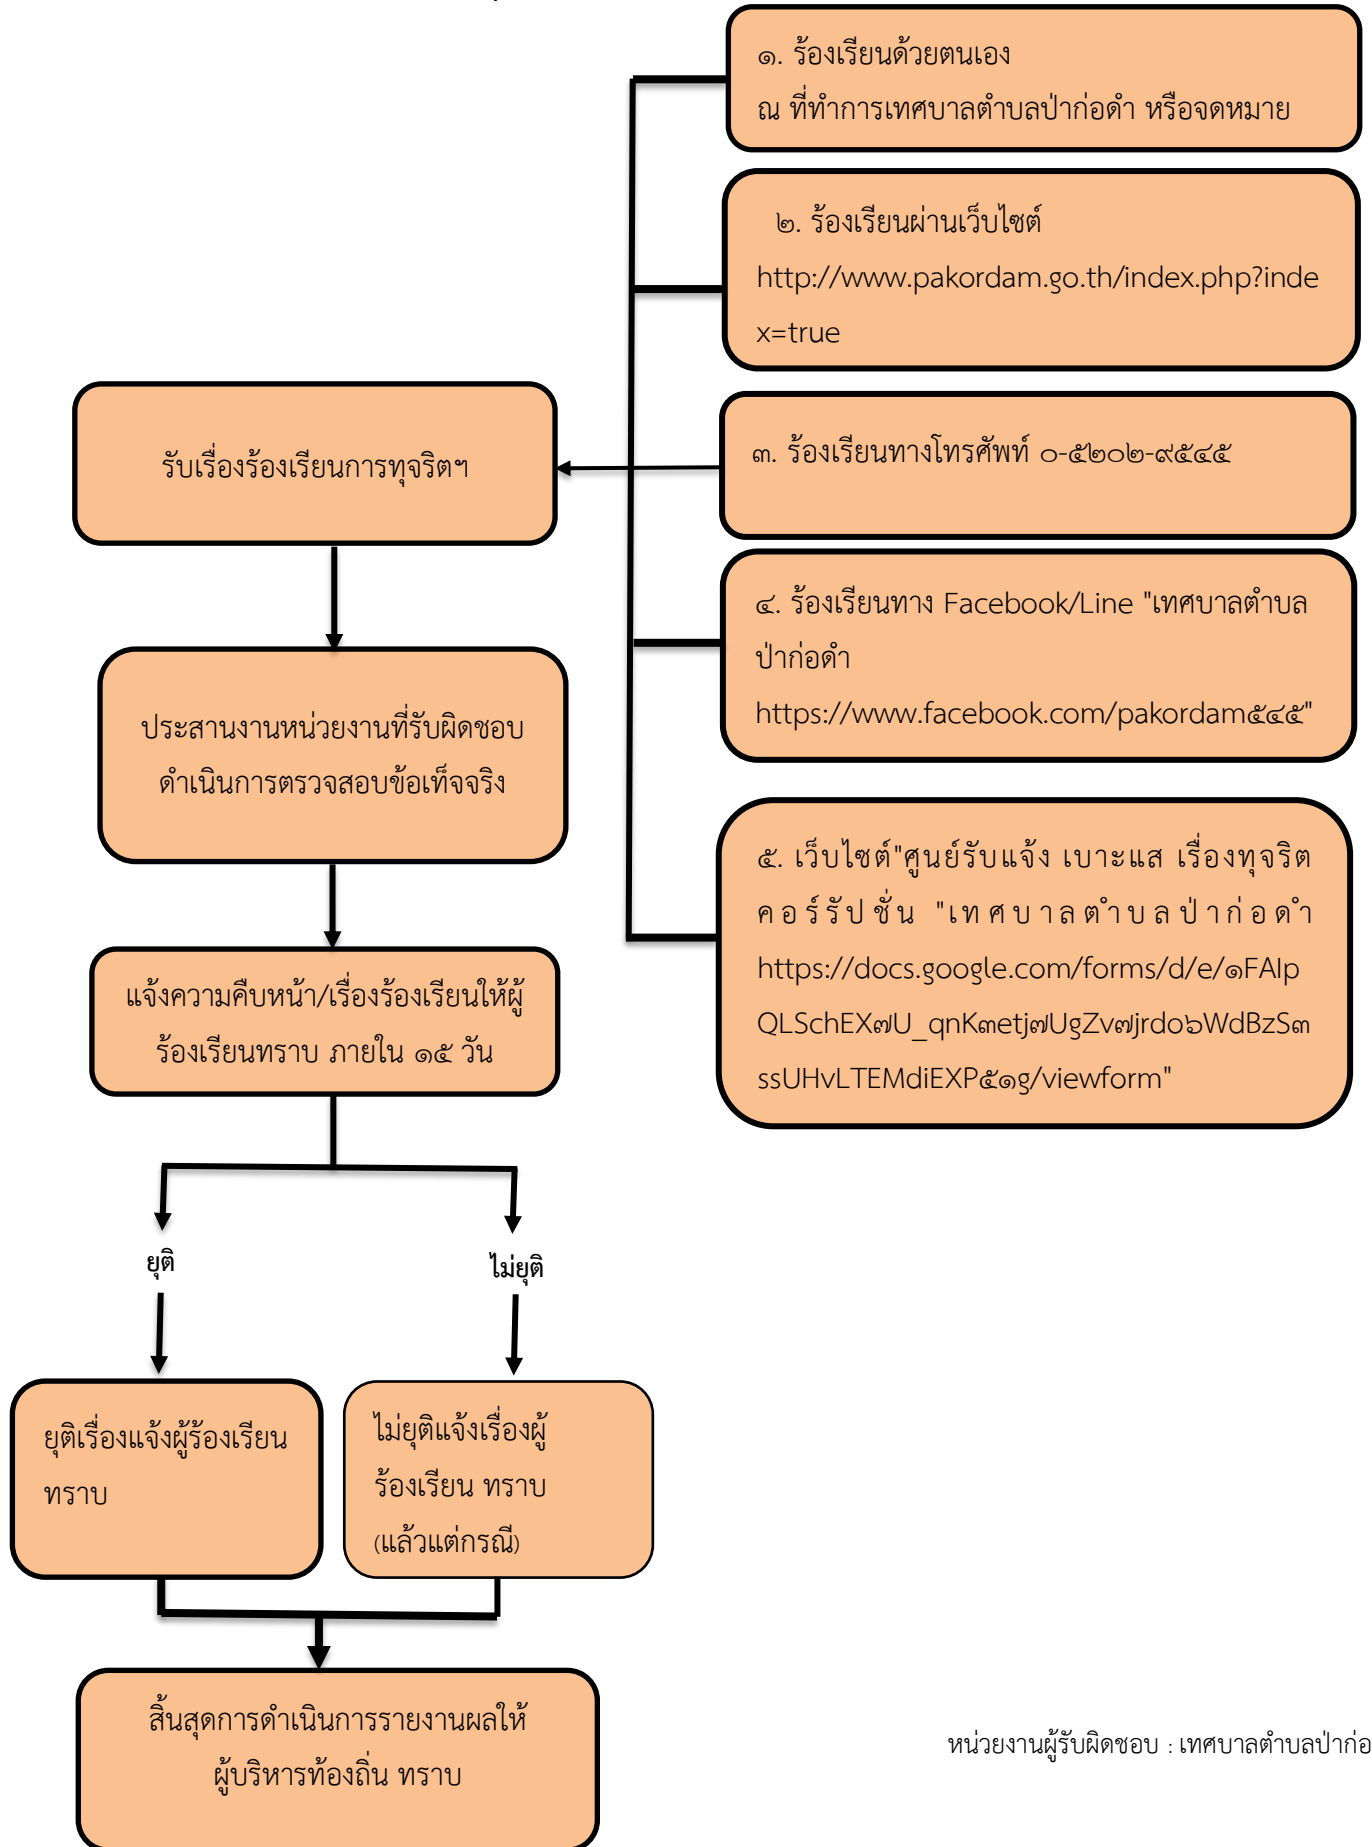 ๑. ร้องเรียนด้วยตนเอง
ณ ที่ทำการเทศบาลตำบลป่าก่อดำ หรือจดหมาย
๒. ร้องเรียนผ่านเว็บไซต์
http://www.pakordam.go.th/index.php?inde
x=true
รับเรื่องร้องเรียนการทุจริตฯ
๓. ร้องเรียนทางโทรศัพท์ ๐-๕๒๐๒-๙๕๔๕
๔. ร้องเรียนทาง Facebook/Line "เทศบาลตำบล
ป่าก่อดำ
https://www.facebook.com/pakordam๕๔๕"
ประสานงานหน่วยงานที่รับผิดชอบ
ดำเนินการตรวจสอบข้อเท็จจริง
๕. เว็บไซต์"ศูนย์รับแจ้ง เบาะแส เรื่องทุจริต
คอร์รัปชั่น "เทศบาลตำบลป่าก่อดำ
https://docs.google.com/forms/d/e/๑FAIp
QLSchEX๗U_qnK๓etj๗UgZv๗jrdo๖WdBzS๓
ssUHvLTEMdiEXP๕๑g/viewform"
แจ้งความคืบหน้า/เรื่องร้องเรียนให้ผู้
ร้องเรียนทราบ ภายใน ๑๕ วัน
ยุติ
ไม่ยุติ
ยุติเรื่องแจ้งผู้ร้องเรียน
ทราบ
ไม่ยุติแจ้งเรื่องผู้
ร้องเรียน ทราบ
(แล้วแต่กรณี)
สิ้นสุดการดำเนินการรายงานผลให้
ผู้บริหารท้องถิ่น ทราบ
หน่วยงานผู้รับผิดชอบ : เทศบาลตำบลป่าก่อ